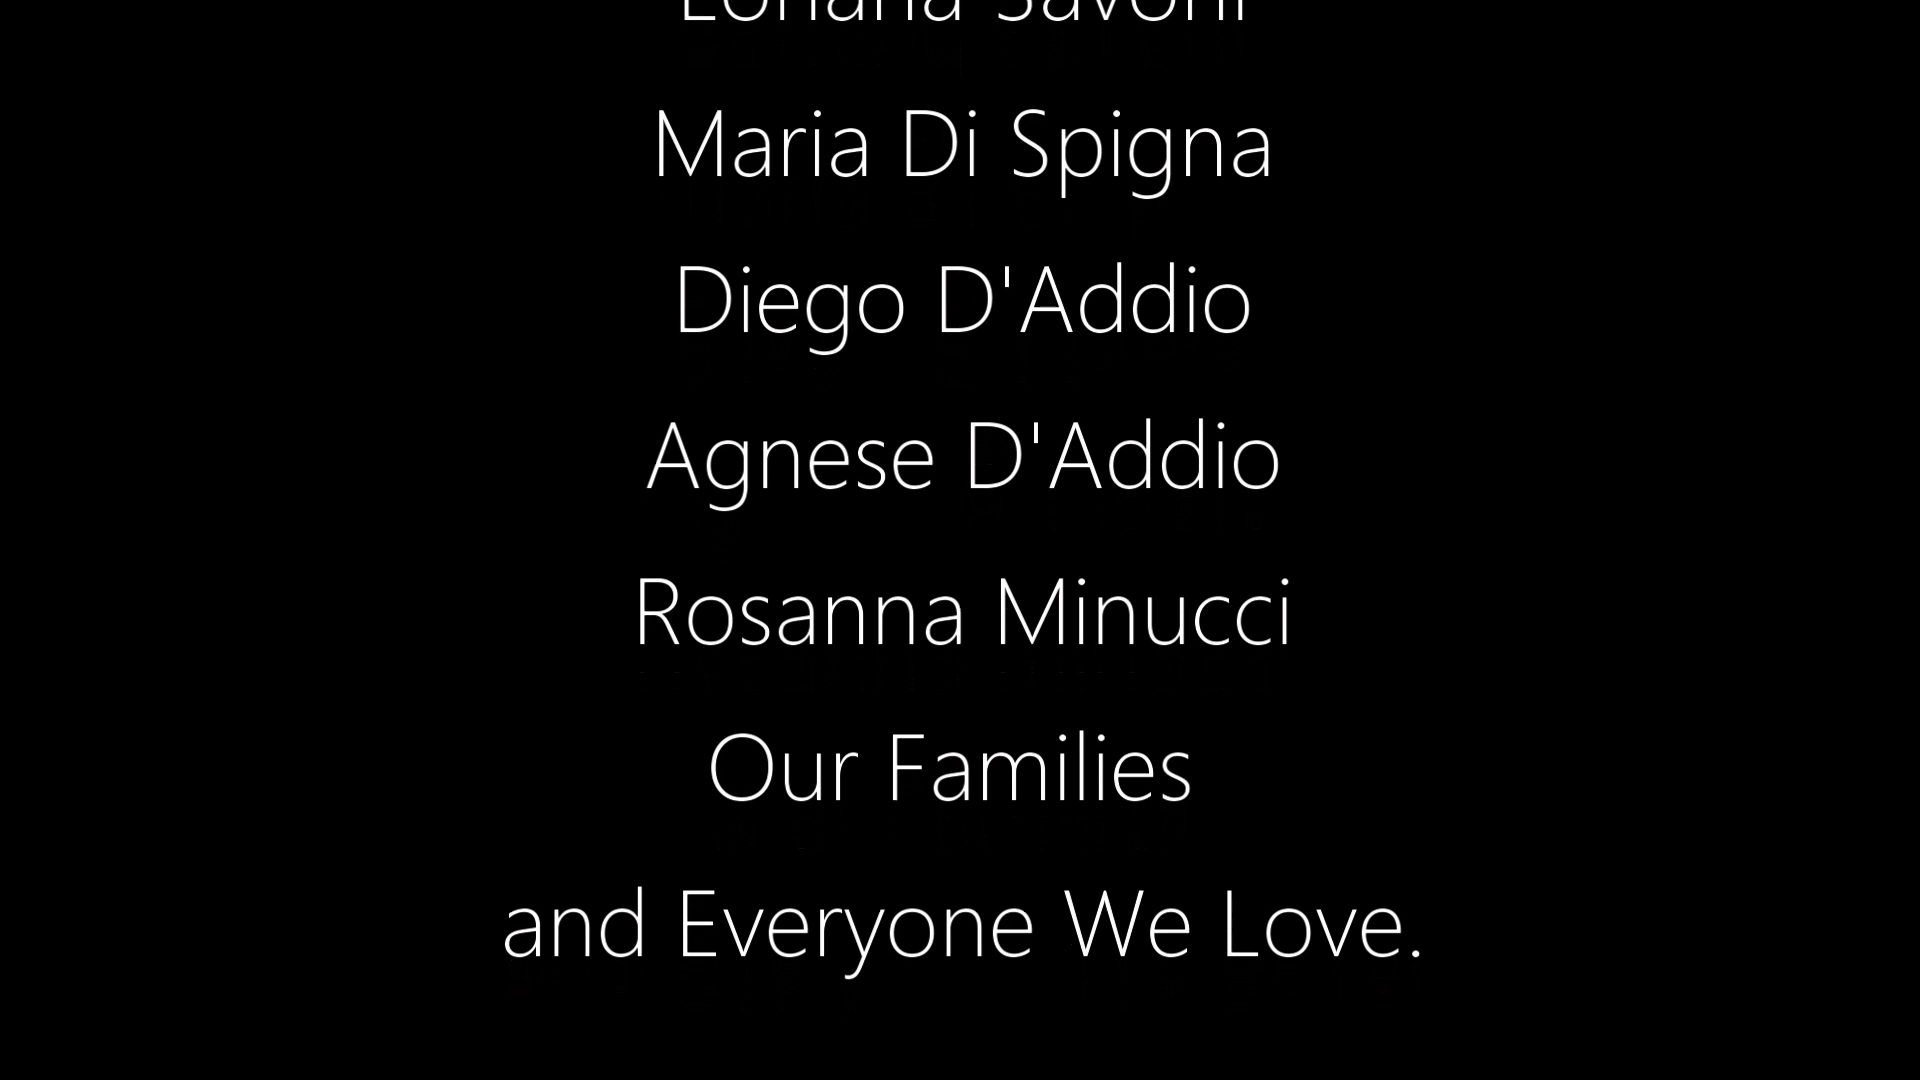 Maria Di Spigna
Diego D'Addio
Agnese D'Addio
Rosanna Minucci
Our Families
and Everyone We Love.